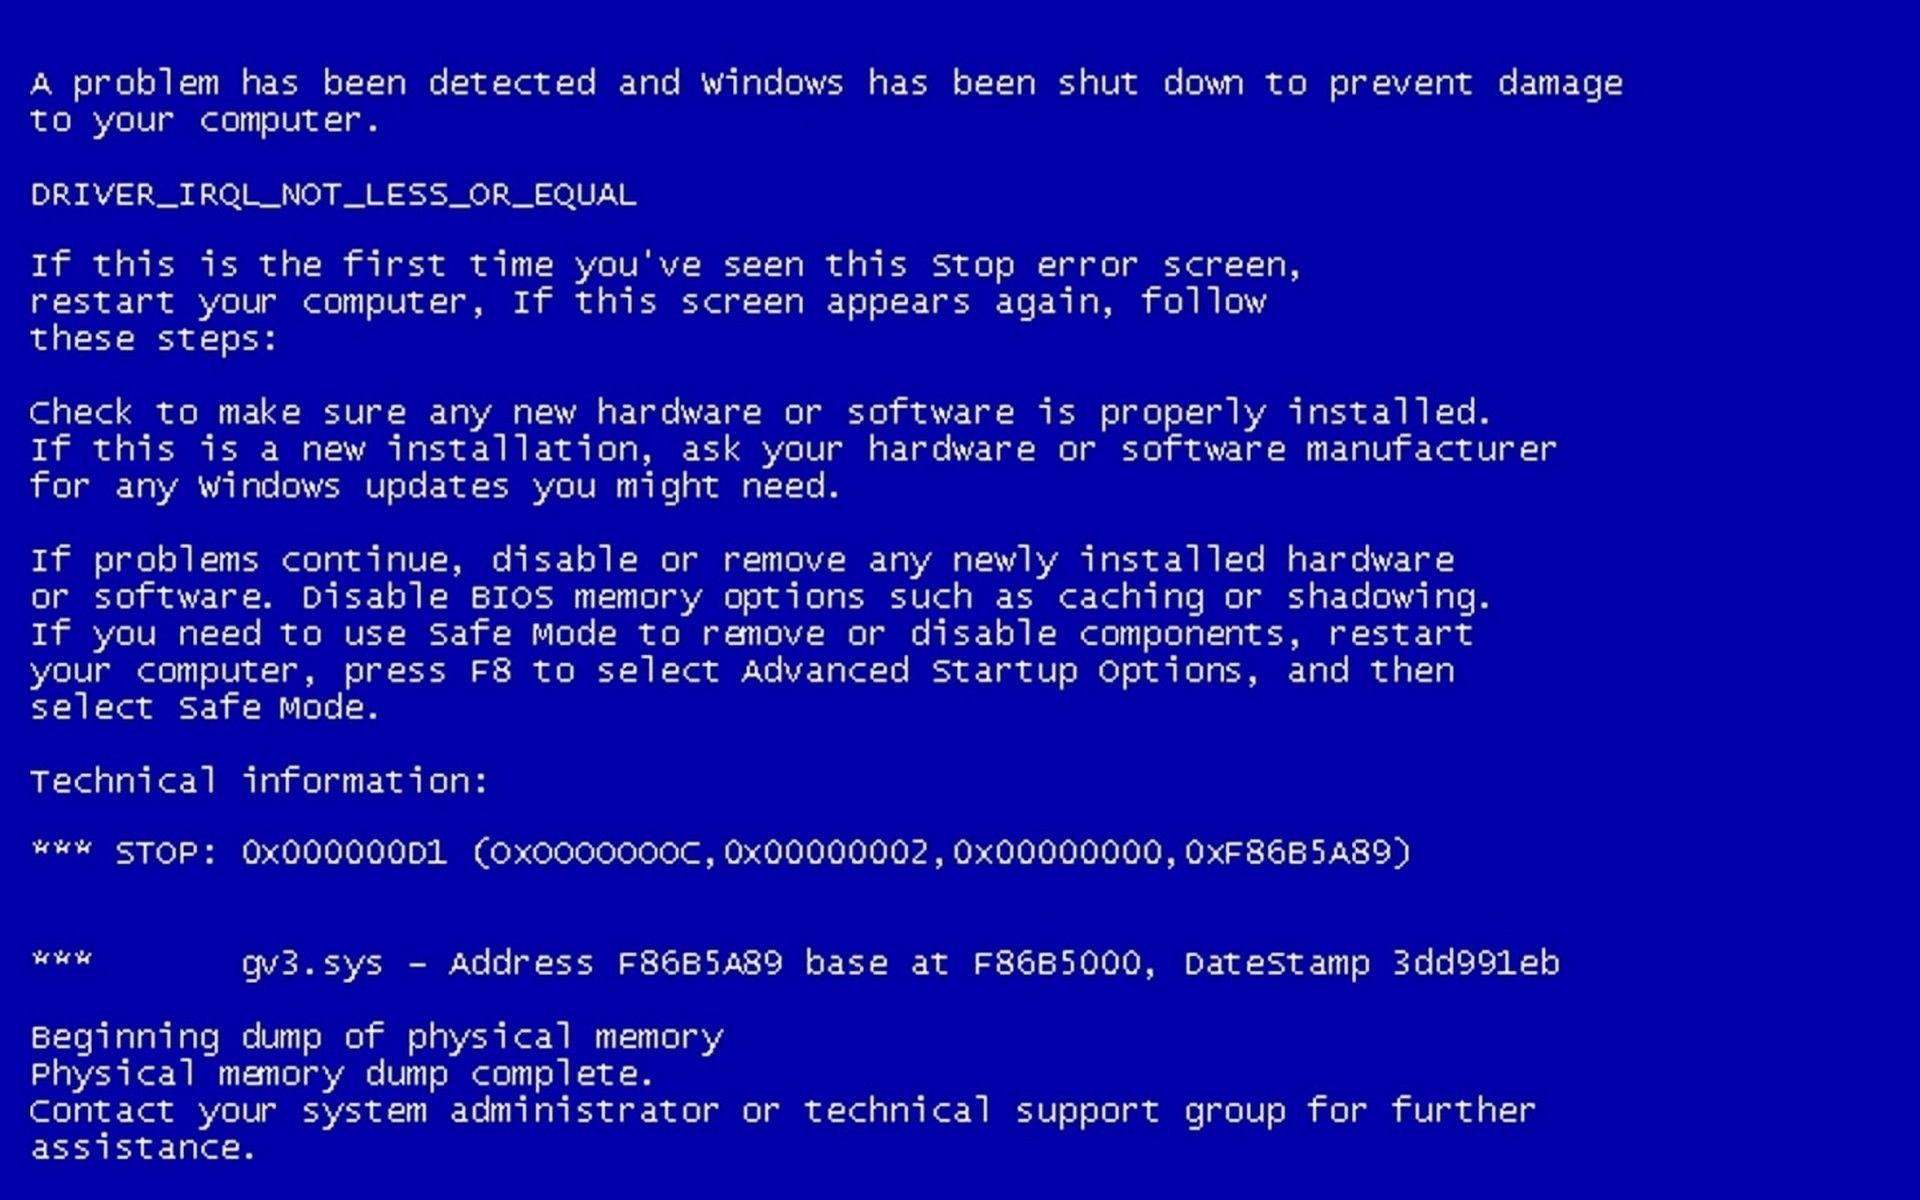 A problem has been detected and Windows has been shut down to prevent damage
to your computer.
DRIVER_IRQL_NOT_LESS_OR_EQUAL
If this is the first time you've seen this Stop error screen,
restart your computer, If this screen appears again, follow
these steps:
Check to make sure any new hardware or software is properly installed.
If this is a new installation, ask your hardware or software manufacturer
for any Windows updates you might need.
If problems continue, disable or remove any newly installed hardware
or software. Disable BIOS memory options such as caching or shadowing.
If you need to use Safe Mode to remove or disable components, restart
your computer, press F8 to select Advanced Startup Options, and then
select Safe Mode.
Technical information:
*** STOP: 0x000000D1 (OxOOOOOOOC,0x00000002,0x00000000,0xF86B5A89)
*** gv3.sys – Address F86B5A89 base at F86B5000, DateStamp 3dd991eb
Beginning dump of physical memory
Physical memory dump complete.
Contact your system administrator or technical support group for further
assistance.